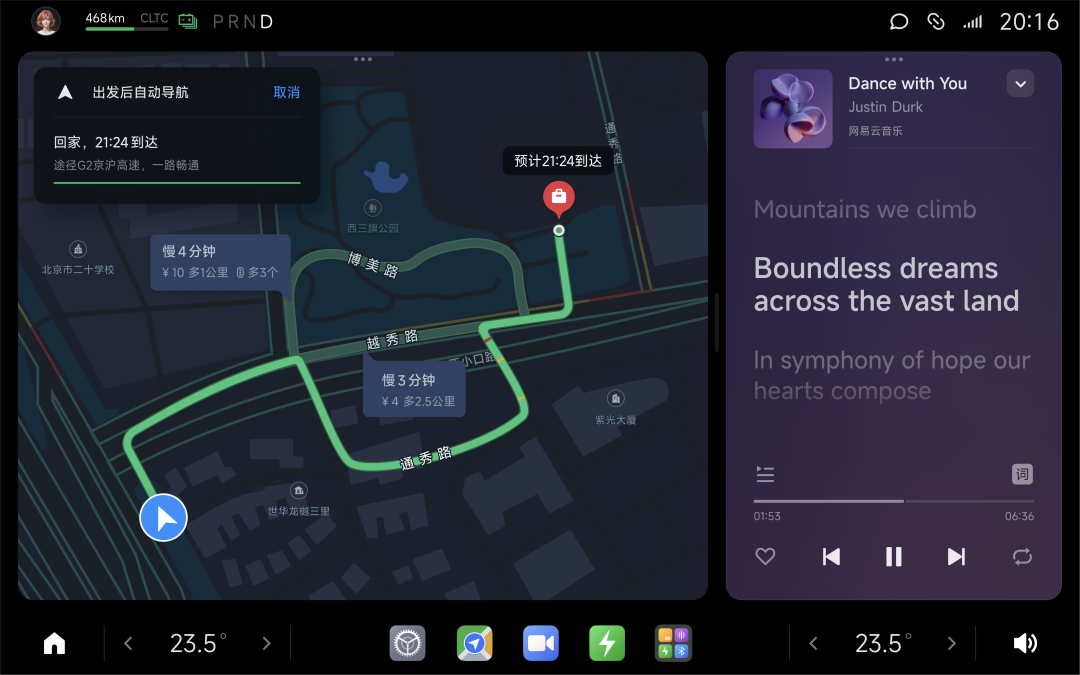 468km CLTC PRND
20:16
出发后自动导航 取消
回家，21:24到达
途径G2京沪高速，一路畅通
预计21:24到达
通秀路
西三旗公园
北京市二十学校
慢4分钟
¥10 多1公里 多3个
博美路
越秀路
小口路
慢3分钟
¥4 多2.5公里
紫光大厦
通秀路
世华龙樾三里
Dance with You
Justin Durk
网易云音乐
Mountains we climb
Boundless dreams
across the vast land
In symphony of hope our
hearts compose
词
01:53 06:36
23.5°
23.5°